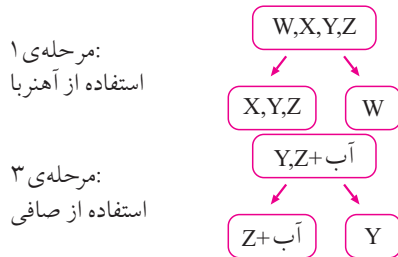 W,X,Y,Z
مرحله‌ی ۱:
استفاده از آهنربا
X,Y,Z
W
Y,Z+آب
مرحله‌ی ۳:
استفاده از صافی
Z+آب
Y